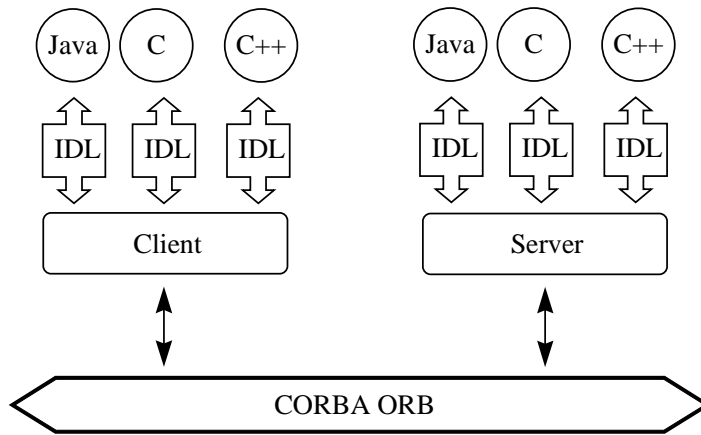 Java C C++ Java C C++
IDL IDL IDL IDL IDL IDL
Client Server
CORBA ORB